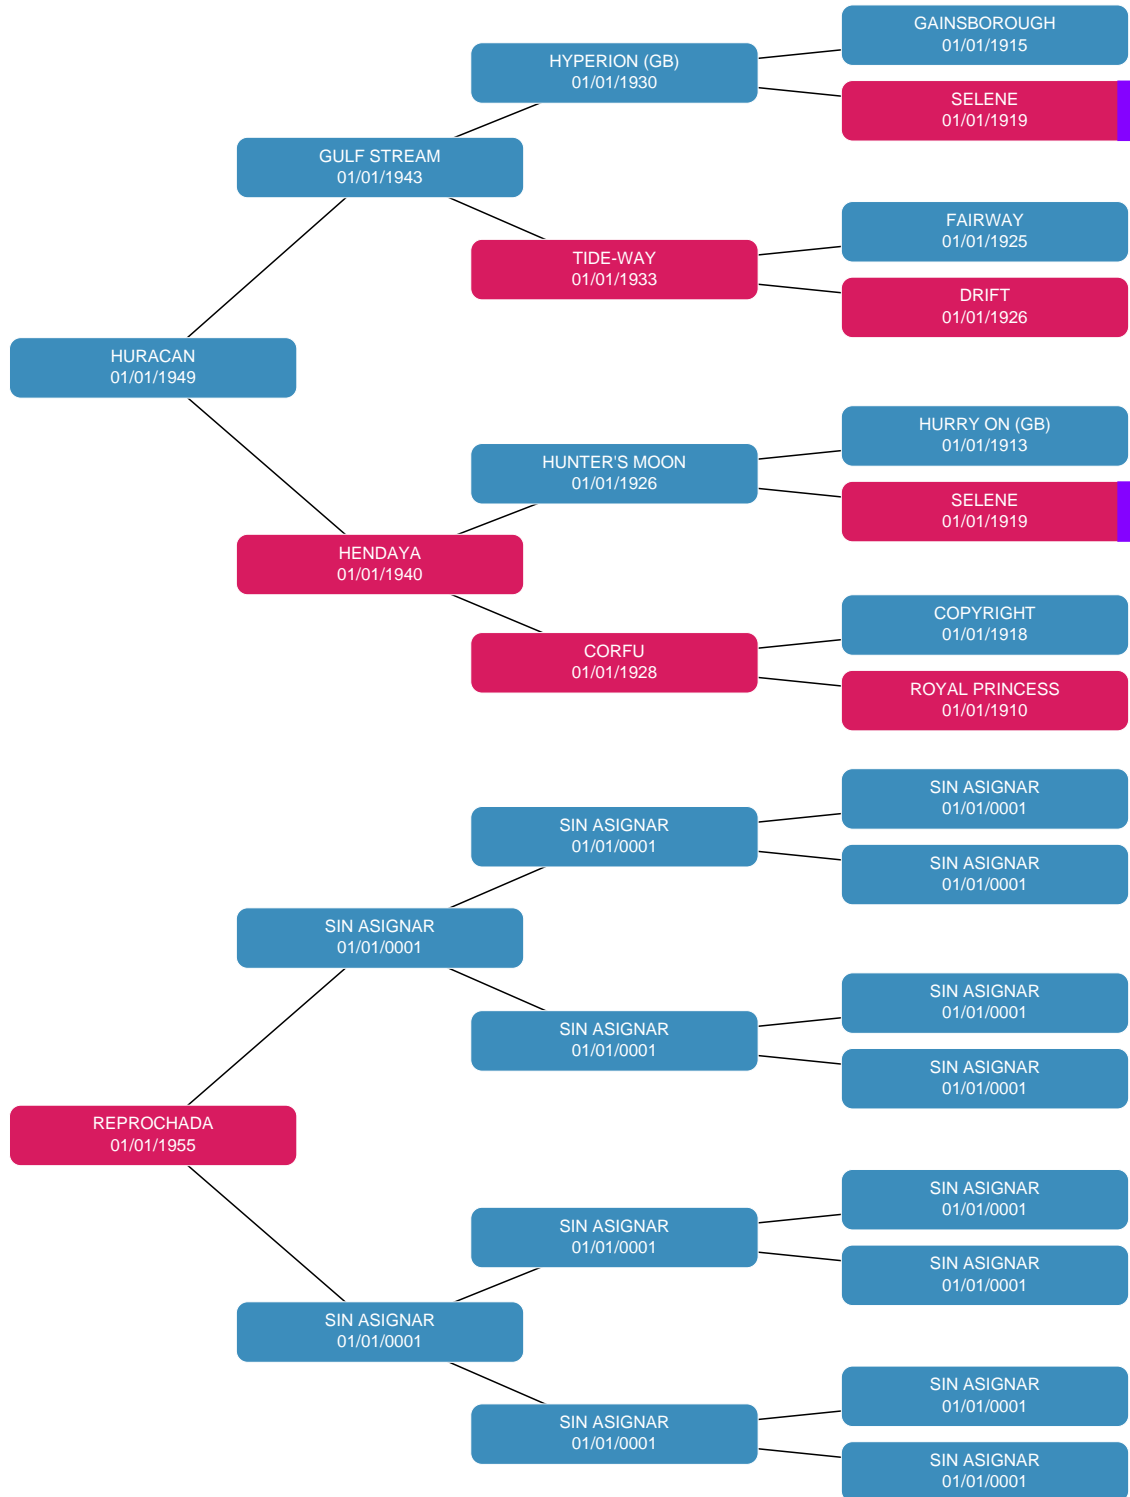 GAINSBOROUGH
01/01/1915
HYPERION (GB)
01/01/1930
SELENE
01/01/1919
GULF STREAM
01/01/1943
FAIRWAY
01/01/1925
TIDE-WAY
01/01/1933
DRIFT
01/01/1926
HURACAN
01/01/1949
HURRY ON (GB)
01/01/1913
HUNTER'S MOON
01/01/1926
SELENE
01/01/1919
HENDAYA
01/01/1940
COPYRIGHT
01/01/1918
CORFU
01/01/1928
ROYAL PRINCESS
01/01/1910
SIN ASIGNAR
01/01/0001
SIN ASIGNAR
01/01/0001
SIN ASIGNAR
01/01/0001
SIN ASIGNAR
01/01/0001
SIN ASIGNAR
01/01/0001
SIN ASIGNAR
01/01/0001
SIN ASIGNAR
01/01/0001
REPROCHADA
01/01/1955
SIN ASIGNAR
01/01/0001
SIN ASIGNAR
01/01/0001
SIN ASIGNAR
01/01/0001
SIN ASIGNAR
01/01/0001
SIN ASIGNAR
01/01/0001
SIN ASIGNAR
01/01/0001
SIN ASIGNAR
01/01/0001